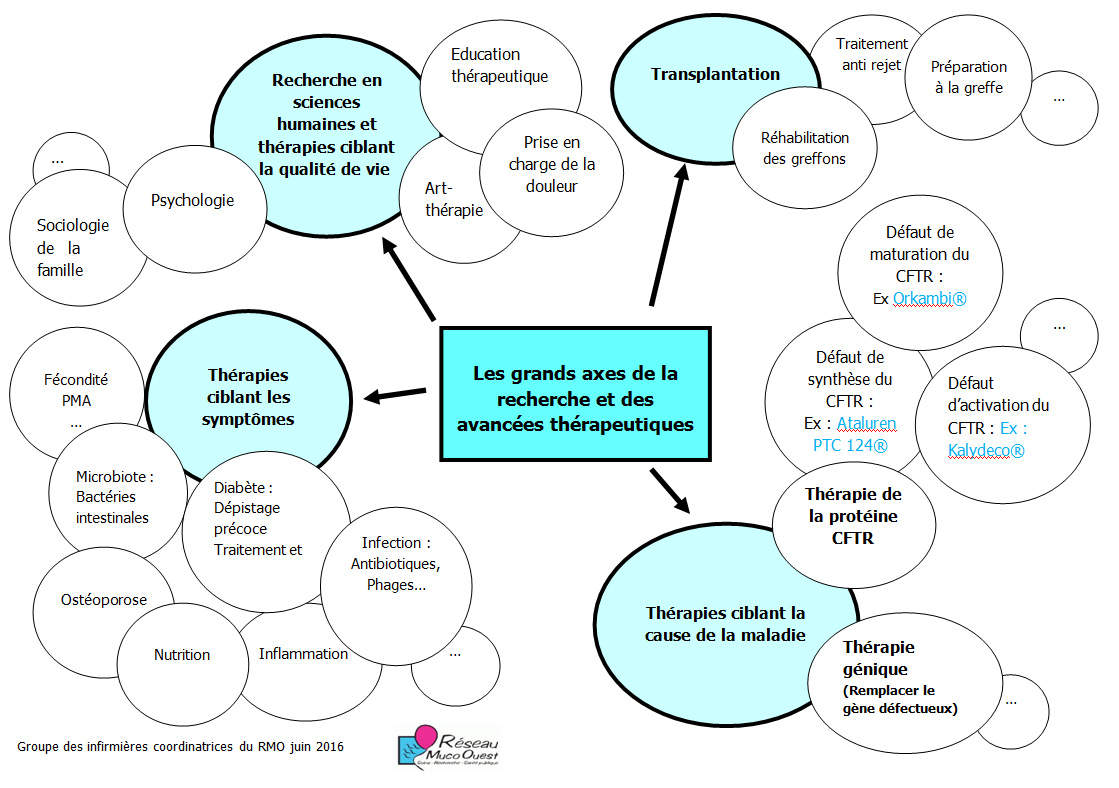 Recherche en
sciences
humaines et
thérapies ciblant
la qualité de vie
Education
thérapeutique
Prise en
charge de la
douleur
Art-
thérapie
Psychologie
...
Sociologie
de la
famille
Transplantation
Traitement
anti rejet
Préparation
à la greffe
...
Réhabilitation
des greffons
Les grands axes de la
recherche et des
avancées thérapeutiques
Défaut de
maturation du
CFTR :
Ex Orkambi®
...
Défaut de
synthèse du
CFTR :
Ex : Ataluren
PTC 124®
Défaut
d’activation du
CFTR : Ex :
Kalydeco®
Thérapie de
la protéine
CFTR
Thérapies ciblant la
cause de la maladie
Thérapie
génique
(Remplacer le
gène défectueux)
...
Thérapies
ciblant les
symptômes
Fécondité
PMA
...
Microbiote :
Bactéries
intestinales
Diabète :
Dépistage
précoce
Traitement et
Infection :
Antibiotiques,
Phages...
Ostéoporose
Nutrition
Inflammation
...
Groupe des infirmières coordinatrices du RMO juin 2016
Réseau
Muco Ouest
Soins - Recherche - Santé publique